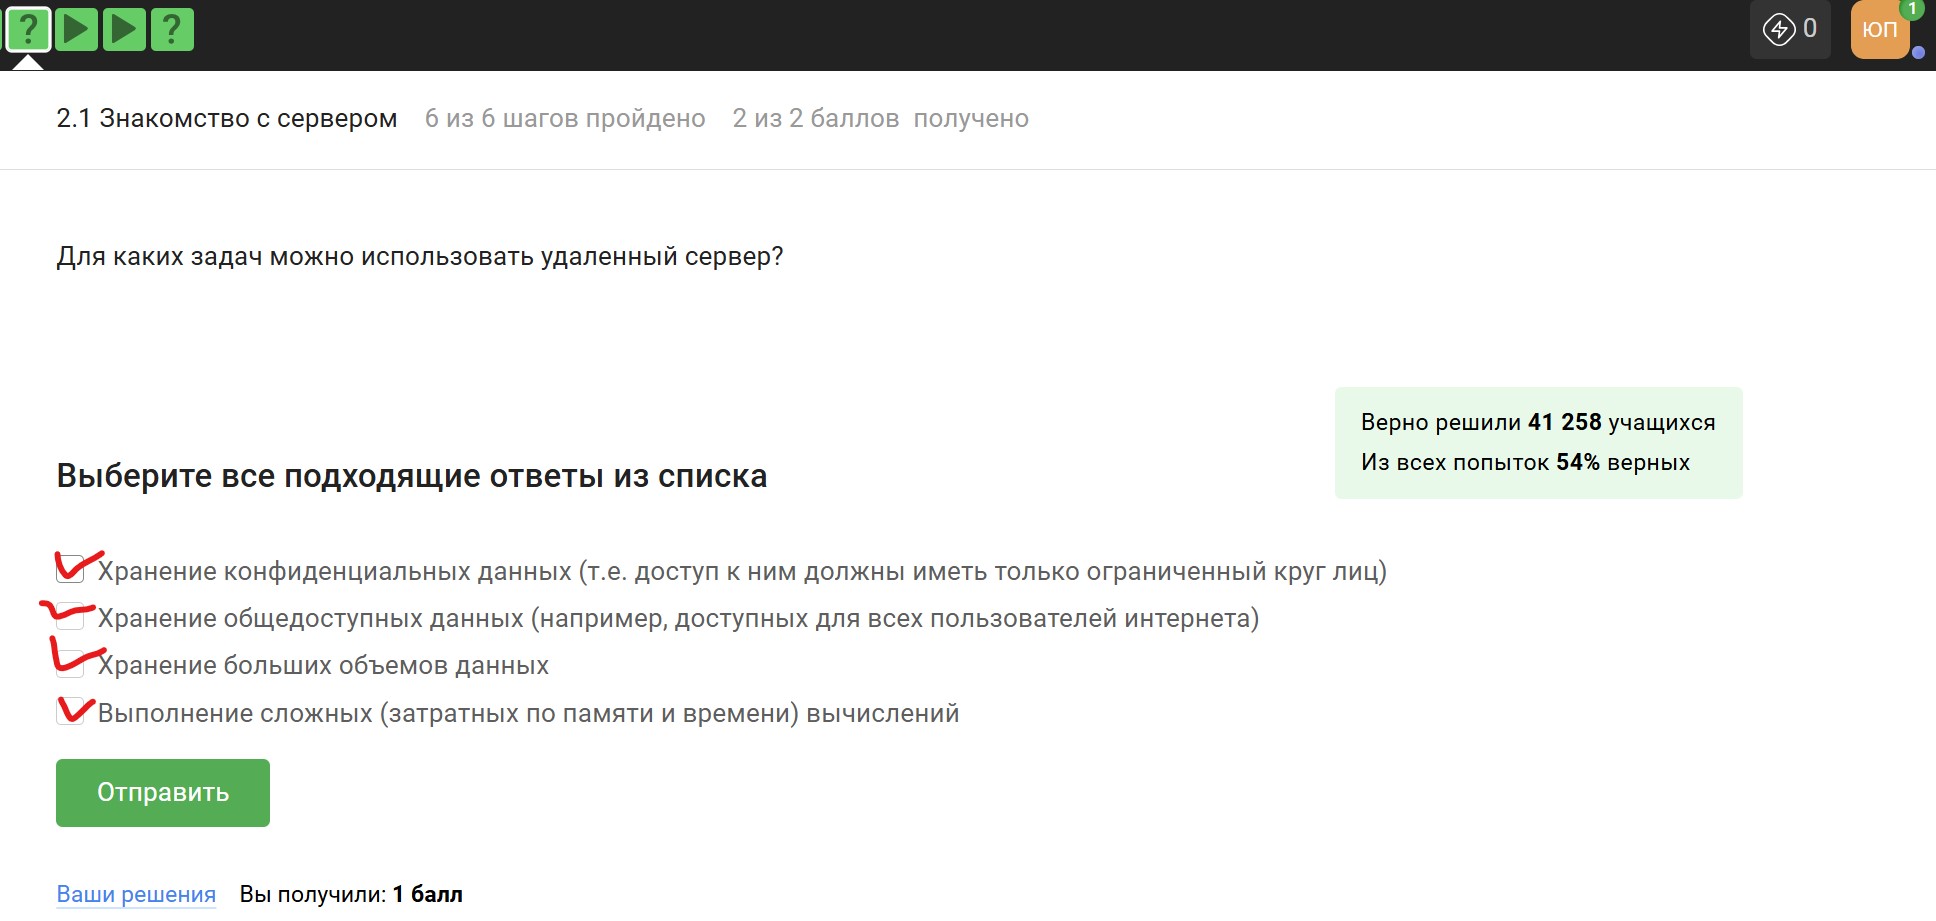 ?
?
0
ЮП
1
2.1 Знакомство с сервером 6 из 6 шагов пройдено 2 из 2 баллов получено
Для каких задач можно использовать удаленный сервер?
Верно решили 41 258 учащихся
Из всех попыток 54% верных
Выберите все подходящие ответы из списка
Хранение конфиденциальных данных (т.е. доступ к ним должны иметь только ограниченный круг лиц)
Хранение общедоступных данных (например, доступных для всех пользователей интернета)
Хранение больших объемов данных
Выполнение сложных (затратных по памяти и времени) вычислений
Отправить
Ваши решения Вы получили: 1 балл